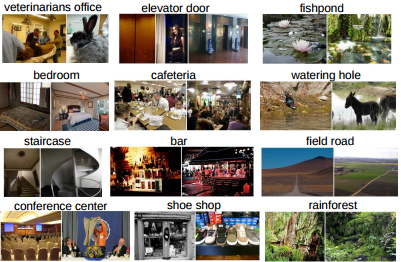 veterinarians office
elevator door
fishpond
bedroom
cafeteria
watering hole
staircase
bar
field road
conference center
shoe shop
rainforest